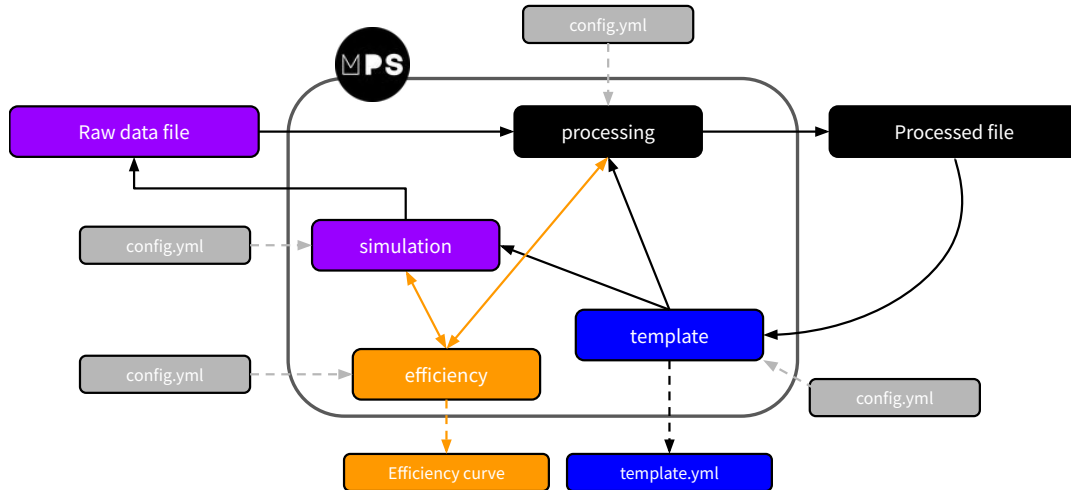 config.yml
MPS
Raw data file
processing
Processed file
config.yml
simulation
template
config.yml
efficiency
config.yml
Efficiency curve
template.yml